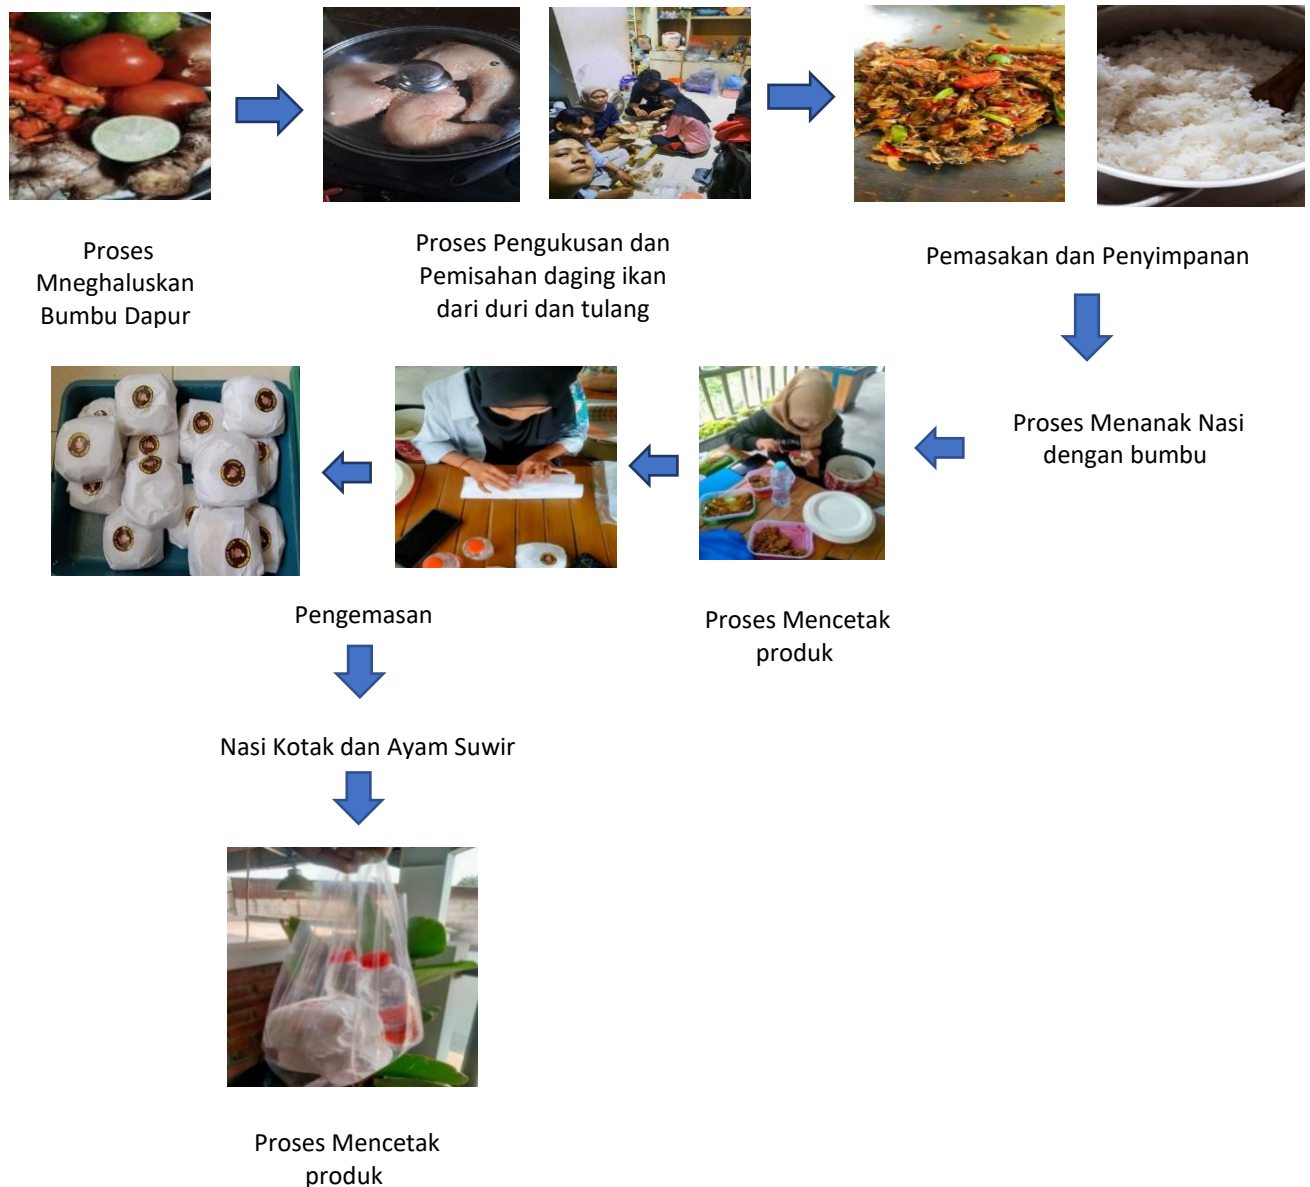 Proses
Mneghaluskan
Bumbu Dapur
Proses Pengukusan dan
Pemisahan daging ikan
dari duri dan tulang
Pemasakan dan Penyimpanan
Proses Menanak Nasi
dengan bumbu
Proses Mencetak
produk
Pengemasan
Nasi Kotak dan Ayam Suwir
Proses Mencetak
produk